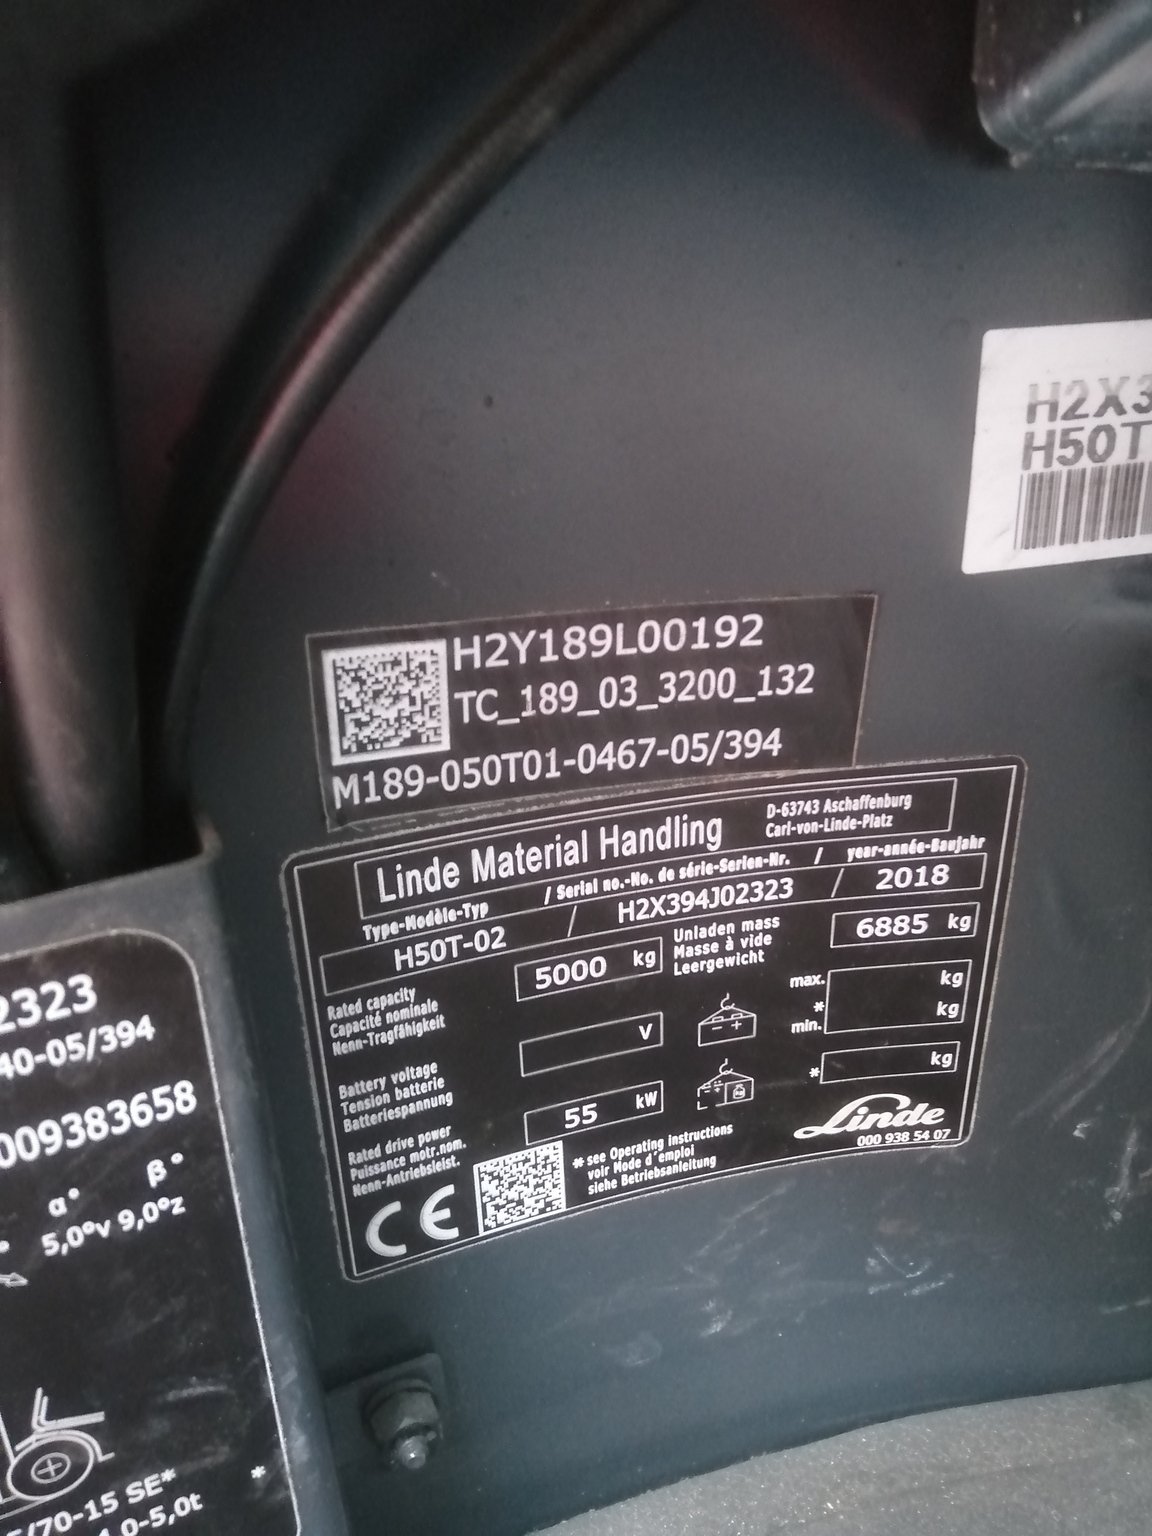 H2X3
H50T
H2Y189L00192
TC_189_03_3200_132
M189-050T01-0467-05/394
Linde Material Handling
D-63743 Aschaffenburg
Carl-von-Linde-Platz
Type-Modèle-Typ / Serial no.-No. de série-Serien-Nr. / year-année-Baujahr
H50T-02 / H2X394J02323 / 2018
Rated capacity
Capacité nominale
Nenn-Tragfähigkeit
5000 kg
Unladen mass
Masse à vide
Leergewicht
6885 kg
Battery voltage
Tension batterie
Batteriespannung
V
max. kg
*
min. kg
Rated drive power
Puissance motr.nom.
Nenn-Antriebsleist.
55 kW
* kg
CE
* see Operating instructions
voir Mode d'emploi
siehe Betriebsanleitung
Linde
000 938 54 07
2323
40-05/394
009383658
α° β°
5,0°v 9,0°z
/70-15 SE* *
4,0-5,0t